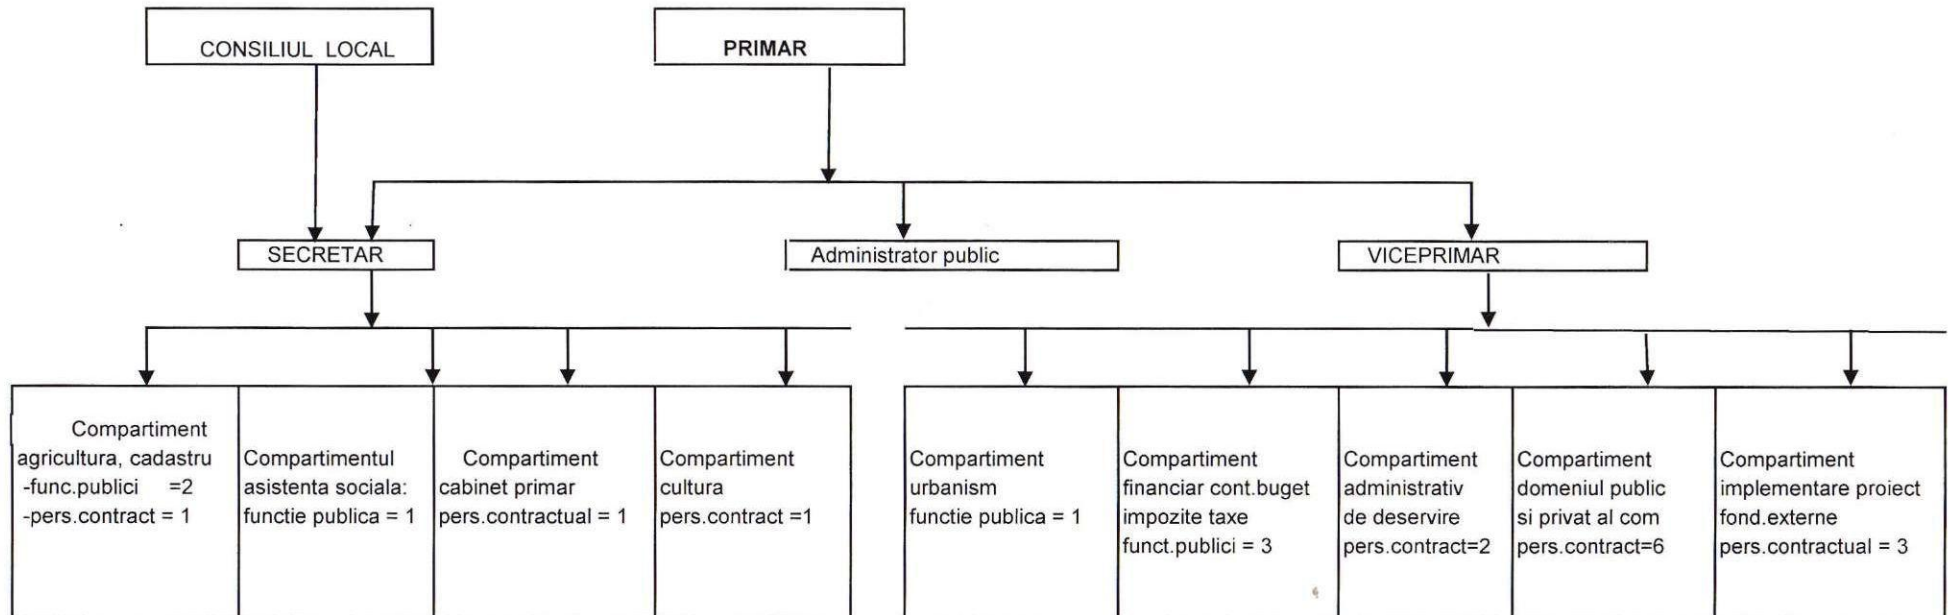 CONSILIUL LOCAL
PRIMAR
SECRETAR
Administrator public
VICEPRIMAR
Compartiment
agricultura, cadastru
-func.publici =2
-pers.contract = 1
Compartimentul
asistenta sociala:
functie publica = 1
Compartiment
cabinet primar
pers.contractual = 1
Compartiment
cultura
pers.contract =1
Compartiment
urbanism
functie publica = 1
Compartiment
financiar cont.buget
impozite taxe
funct.publici = 3
Compartiment
administrativ
de deservire
pers.contract=2
Compartiment
domeniul public
si privat al com
pers.contract=6
Compartiment
implementare proiect
fond.externe
pers.contractual = 3